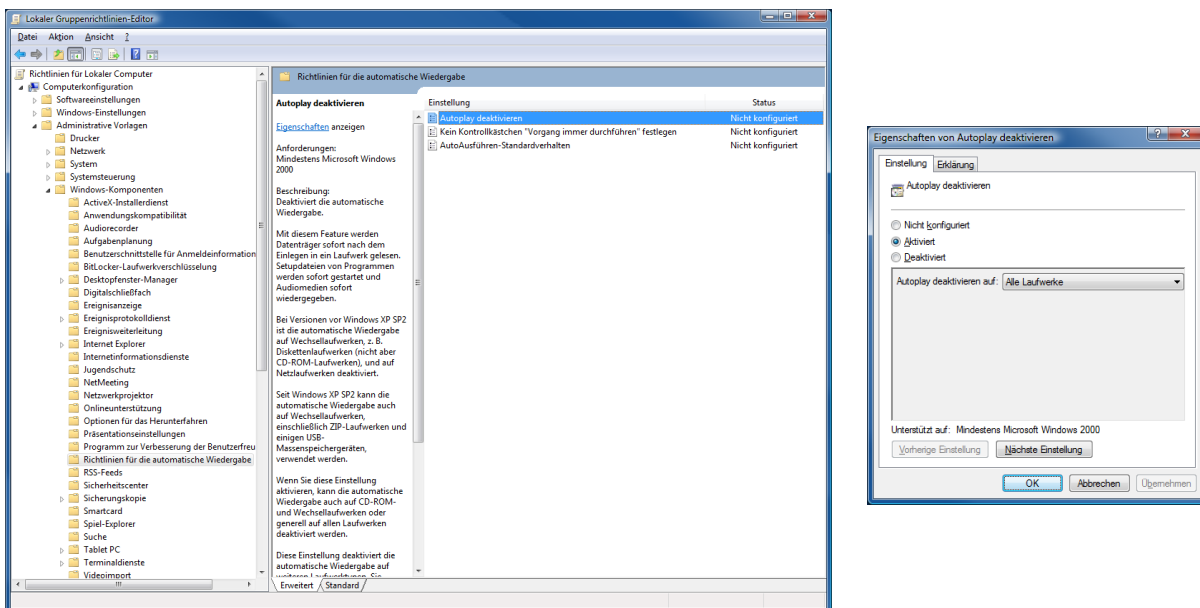 Lokaler Gruppenrichtlinien-Editor
Datei Aktion Ansicht ?
Richtlinien für Lokaler Computer
Computerkonfiguration
Softwareeinstellungen
Windows-Einstellungen
Administrative Vorlagen
Drucker
Netzwerk
System
Systemsteuerung
Windows-Komponenten
ActiveX-Installerdienst
Anwendungskompatibilität
Audiorecorder
Aufgabenplanung
Benutzerschnittstelle für Anmeldeinformation
BitLocker-Laufwerkverschlüsselung
Desktopfenster-Manager
Digitalschließfach
Ereignisanzeige
Ereignisprotokolldienst
Ereignisweiterleitung
Internet Explorer
Internetinformationsdienste
Jugendschutz
NetMeeting
Netzwerkprojektor
Onlineunterstützung
Optionen für das Herunterfahren
Präsentationseinstellungen
Programm zur Verbesserung der Benutzerfreu
Richtlinien für die automatische Wiedergabe
RSS-Feeds
Sicherheitscenter
Sicherungskopie
Smartcard
Spiel-Explorer
Suche
Tablet PC
Terminaldienste
Videoimport
Richtlinien für die automatische Wiedergabe
Autoplay deaktivieren
Eigenschaften anzeigen
Anforderungen:
Mindestens Microsoft Windows
2000
Beschreibung:
Deaktiviert die automatische
Wiedergabe.
Mit diesem Feature werden
Datenträger sofort nach dem
Einlegen in ein Laufwerk gelesen.
Setupdateien von Programmen
werden sofort gestartet und
Audiomedien sofort
wiedergegeben.
Bei Versionen vor Windows XP SP2
ist die automatische Wiedergabe
auf Wechsellaufwerken, z. B.
Diskettenlaufwerken (nicht aber
CD-ROM-Laufwerken), und auf
Netzlaufwerken deaktiviert.
Seit Windows XP SP2 kann die
automatische Wiedergabe auch
auf Wechsellaufwerken,
einschließlich ZIP-Laufwerken und
einigen USB-
Massenspeichergeräten,
verwendet werden.
Wenn Sie diese Einstellung
aktivieren, kann die automatische
Wiedergabe auch auf CD-ROM-
und Wechsellaufwerken oder
generell auf allen Laufwerken
deaktiviert werden.
Diese Einstellung deaktiviert die
automatische Wiedergabe auf
weiteren Laufwerktypen. Sie
Einstellung Status
Autoplay deaktivieren Nicht konfiguriert
Kein Kontrollkästchen "Vorgang immer durchführen" festlegen Nicht konfiguriert
AutoAusführen-Standardverhalten Nicht konfiguriert
Erweitert Standard
Eigenschaften von Autoplay deaktivieren
Einstellung Erklärung
Autoplay deaktivieren
Nicht konfiguriert
Aktiviert
Deaktiviert
Autoplay deaktivieren auf: Alle Laufwerke
Unterstützt auf: Mindestens Microsoft Windows 2000
Vorherige Einstellung Nächste Einstellung
OK Abbrechen Übernehmen